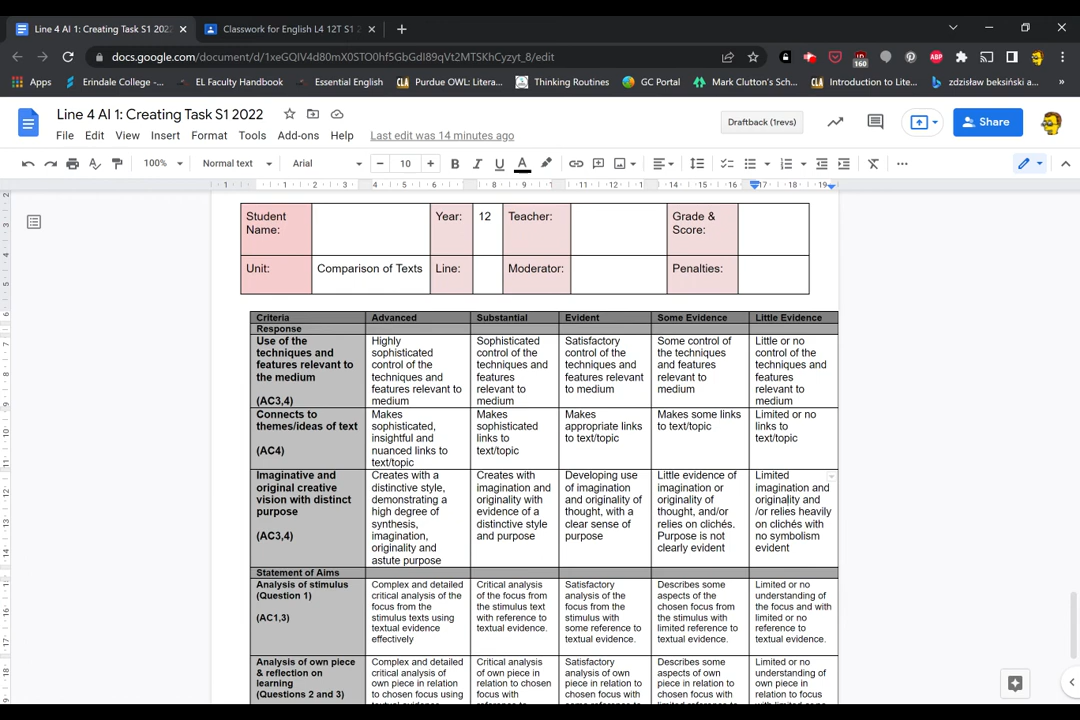 Line 4 AI 1: Creating Task S1 2022
Classwork for English L4 12T S1 2
docs.google.com/document/d/1xeGQIV4d80mX0STO0hf5GbGdI89qVt2MTSKhCyzyt_8/edit
160
ABP
Apps
Erindale College -...
EL Faculty Handbook
Essential English
CLA
Purdue OWL: Litera...
Thinking Routines
GC Portal
Mark Clutton's Sch...
CLA
Introduction to Lite...
zdzisław beksiński a...
Line 4 AI 1: Creating Task S1 2022
File
Edit
View
Insert
Format
Tools
Add-ons
Help
Last edit was 14 minutes ago
Draftback (1revs)
Share
100%
Normal text
Arial
10
B
I
U
A
Student
Name:
Year:
12
Teacher:
Grade &
Score:
Unit:
Comparison of Texts
Line:
Moderator:
Penalties:
Criteria
Advanced
Substantial
Evident
Some Evidence
Little Evidence
Response
Use of the
techniques and
features relevant to
the medium
(AC3,4)
Highly
sophisticated
control of the
techniques and
features relevant to
medium
Sophisticated
control of the
techniques and
features
relevant to
medium
Satisfactory
control of the
techniques and
features relevant
to medium
Some control of
the techniques
and features
relevant to
medium
Little or no
control of the
techniques and
features
relevant to
medium
Connects to
themes/ideas of text
(AC4)
Makes
sophisticated,
insightful and
nuanced links to
text/topic
Makes
sophisticated
links to
text/topic
Makes
appropriate links
to text/topic
Makes some links
to text/topic
Limited or no
links to
text/topic
Imaginative and
original creative
vision with distinct
purpose
(AC3,4)
Creates with a
distinctive style,
demonstrating a
high degree of
synthesis,
imagination,
originality and
astute purpose
Creates with
imagination and
originality with
evidence of a
distinctive style
and purpose
Developing use
of imagination
and originality of
thought, with a
clear sense of
purpose
Little evidence of
imagination or
originality of
thought, and/or
relies on clichés.
Purpose is not
clearly evident
Limited
imagination and
originality and
/or relies heavily
on clichés with
no symbolism
evident
Statement of Aims
Analysis of stimulus
(Question 1)
(AC1,3)
Complex and detailed
critical analysis of the
focus from the
stimulus texts using
textual evidence
effectively
Critical analysis
of the focus from
the stimulus text
with reference to
textual evidence.
Satisfactory
analysis of the
focus from the
stimulus with
some reference to
textual evidence.
Describes some
aspects of the
chosen focus from
the stimulus with
limited reference to
textual evidence.
Limited or no
understanding of
the focus and with
limited or no
reference to
textual evidence.
Analysis of own piece
& reflection on
learning
(Questions 2 and 3)
Complex and detailed
critical analysis of
own piece in relation
to chosen focus using
Critical analysis
of own piece in
relation to chosen
focus with
Satisfactory
analysis of own
piece in relation to
chosen focus with
Describes some
aspects of own
piece in relation to
chosen focus with
Limited or no
understanding of
own piece in
relation to focus